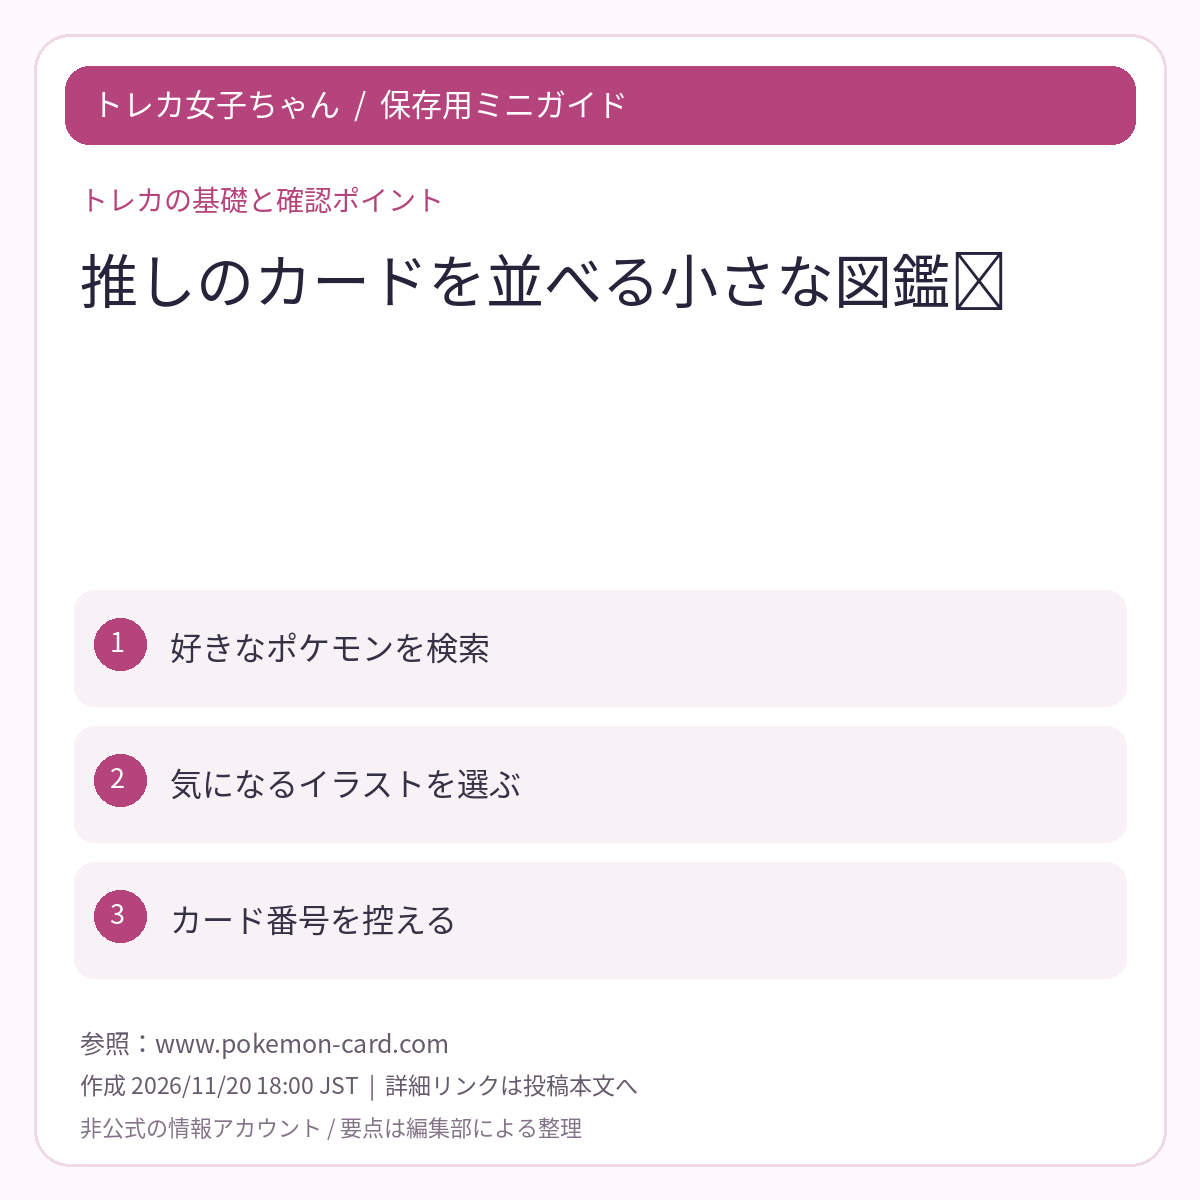 トレカ女子ちゃん / 保存用ミニガイド
トレカの基礎と確認ポイント
推しのカードを並べる小さな図鑑
1 好きなポケモンを検索
2 気になるイラストを選ぶ
3 カード番号を控える
参照：www.pokemon-card.com
作成 2026/11/20 18:00 JST｜詳細リンクは投稿本文へ
非公式の情報アカウント / 要点は編集部による整理